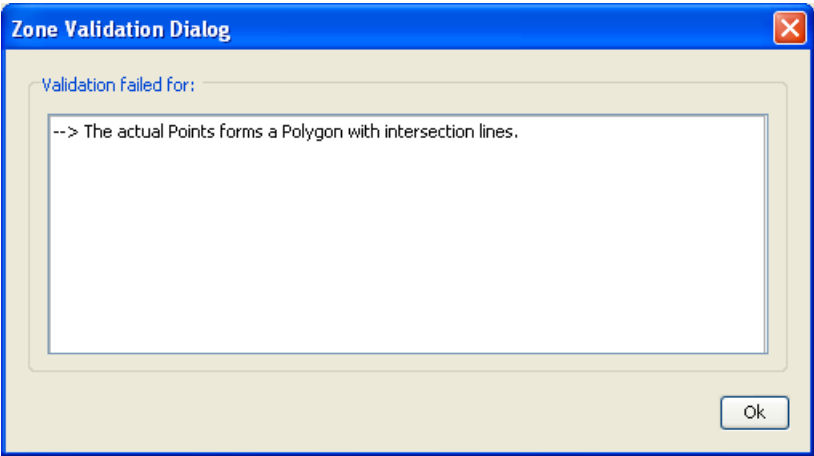 Zone Validation Dialog
Validation failed for:
--> The actual Points forms a Polygon with intersection lines.
Ok